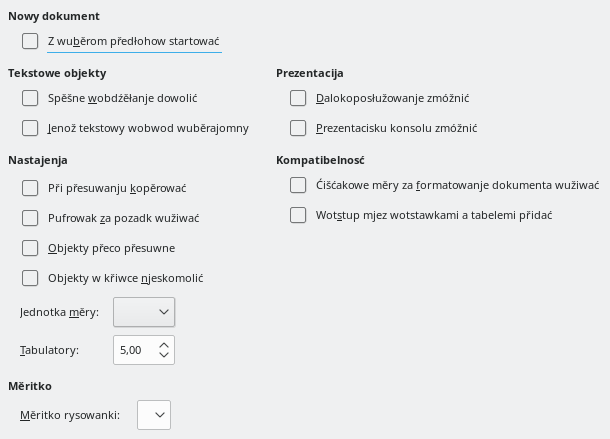 Nowy dokument
Z wuběrom předłohow startować
Tekstowe objekty
Spěšne wobdźěłanje dowolić
Jenož tekstowy wobwod wuběrajomny
Nastajenja
Při přesuwanju kopěrować
Pufrowak za pozadk wužiwać
Objekty přeco přesuwne
Objekty w křiwce njeskomolić
Jednotka měry:
Tabulatory: 5,00
Měritko
Měritko rysowanki:
Prezentacija
Dalokoposłužowanje zmóžnić
Prezentacisku konsolu zmóžnić
Kompatibelnosć
Ćišćakowe měry za formatowanje dokumenta wužiwać
Wotstup mjez wotstawkami a tabelemi přidać